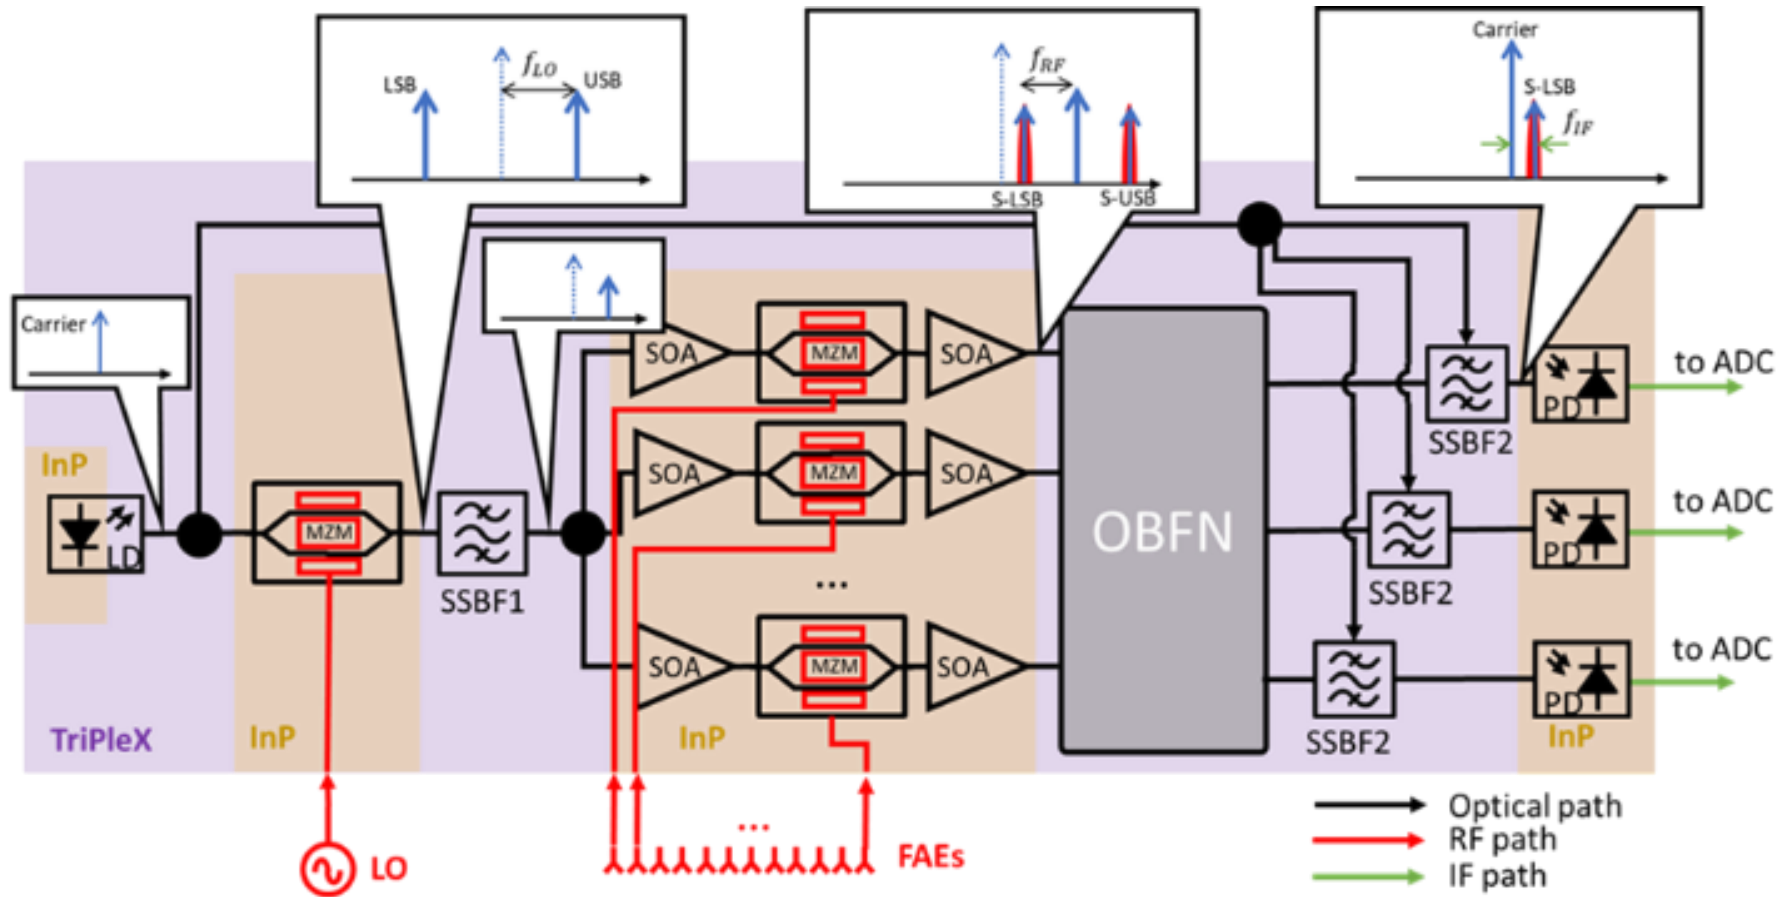 Carrier
LSB
f_LO
USB
f_RF
S-LSB
S-USB
Carrier
S-LSB
f_IF
InP
LD
MZM
SSBF1
SOA
MZM
SOA
SOA
MZM
SOA
...
SOA
MZM
SOA
OBFN
SSBF2
PD
to ADC
SSBF2
PD
to ADC
SSBF2
PD
to ADC
TriPleX
InP
InP
InP
LO
...
FAEs
Optical path
RF path
IF path